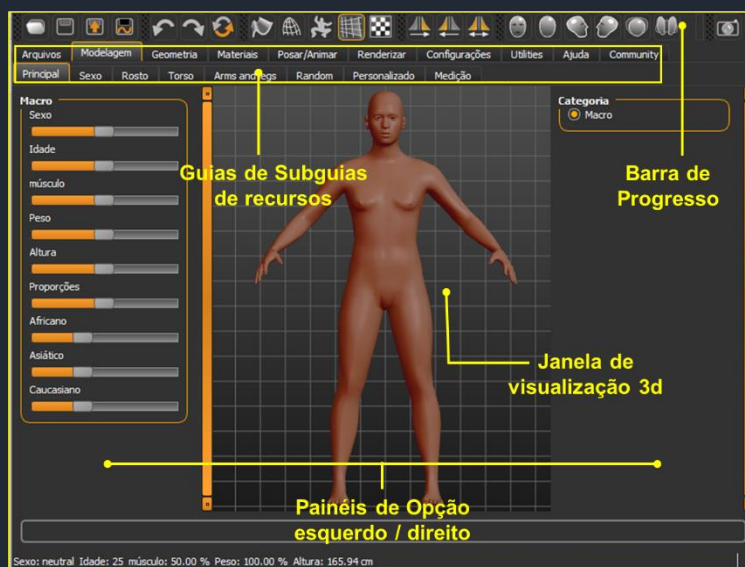 Arquivos Modelagem Geometria Materiais Posar/Animar Renderizar Configurações Utilities Ajuda Community
Principal Sexo Rosto Torso Arms and legs Random Personalizado Medição
Macro
Sexo
Idade
músculo
Peso
Altura
Proporções
Africano
Asiático
Caucasiano
Guias de Subguias
de recursos
Categoria
Macro
Barra de
Progresso
Janela de
visualização 3d
Painéis de Opção
esquerdo / direito
Sexo: neutral Idade: 25 músculo: 50.00 % Peso: 100.00 % Altura: 165.94 cm